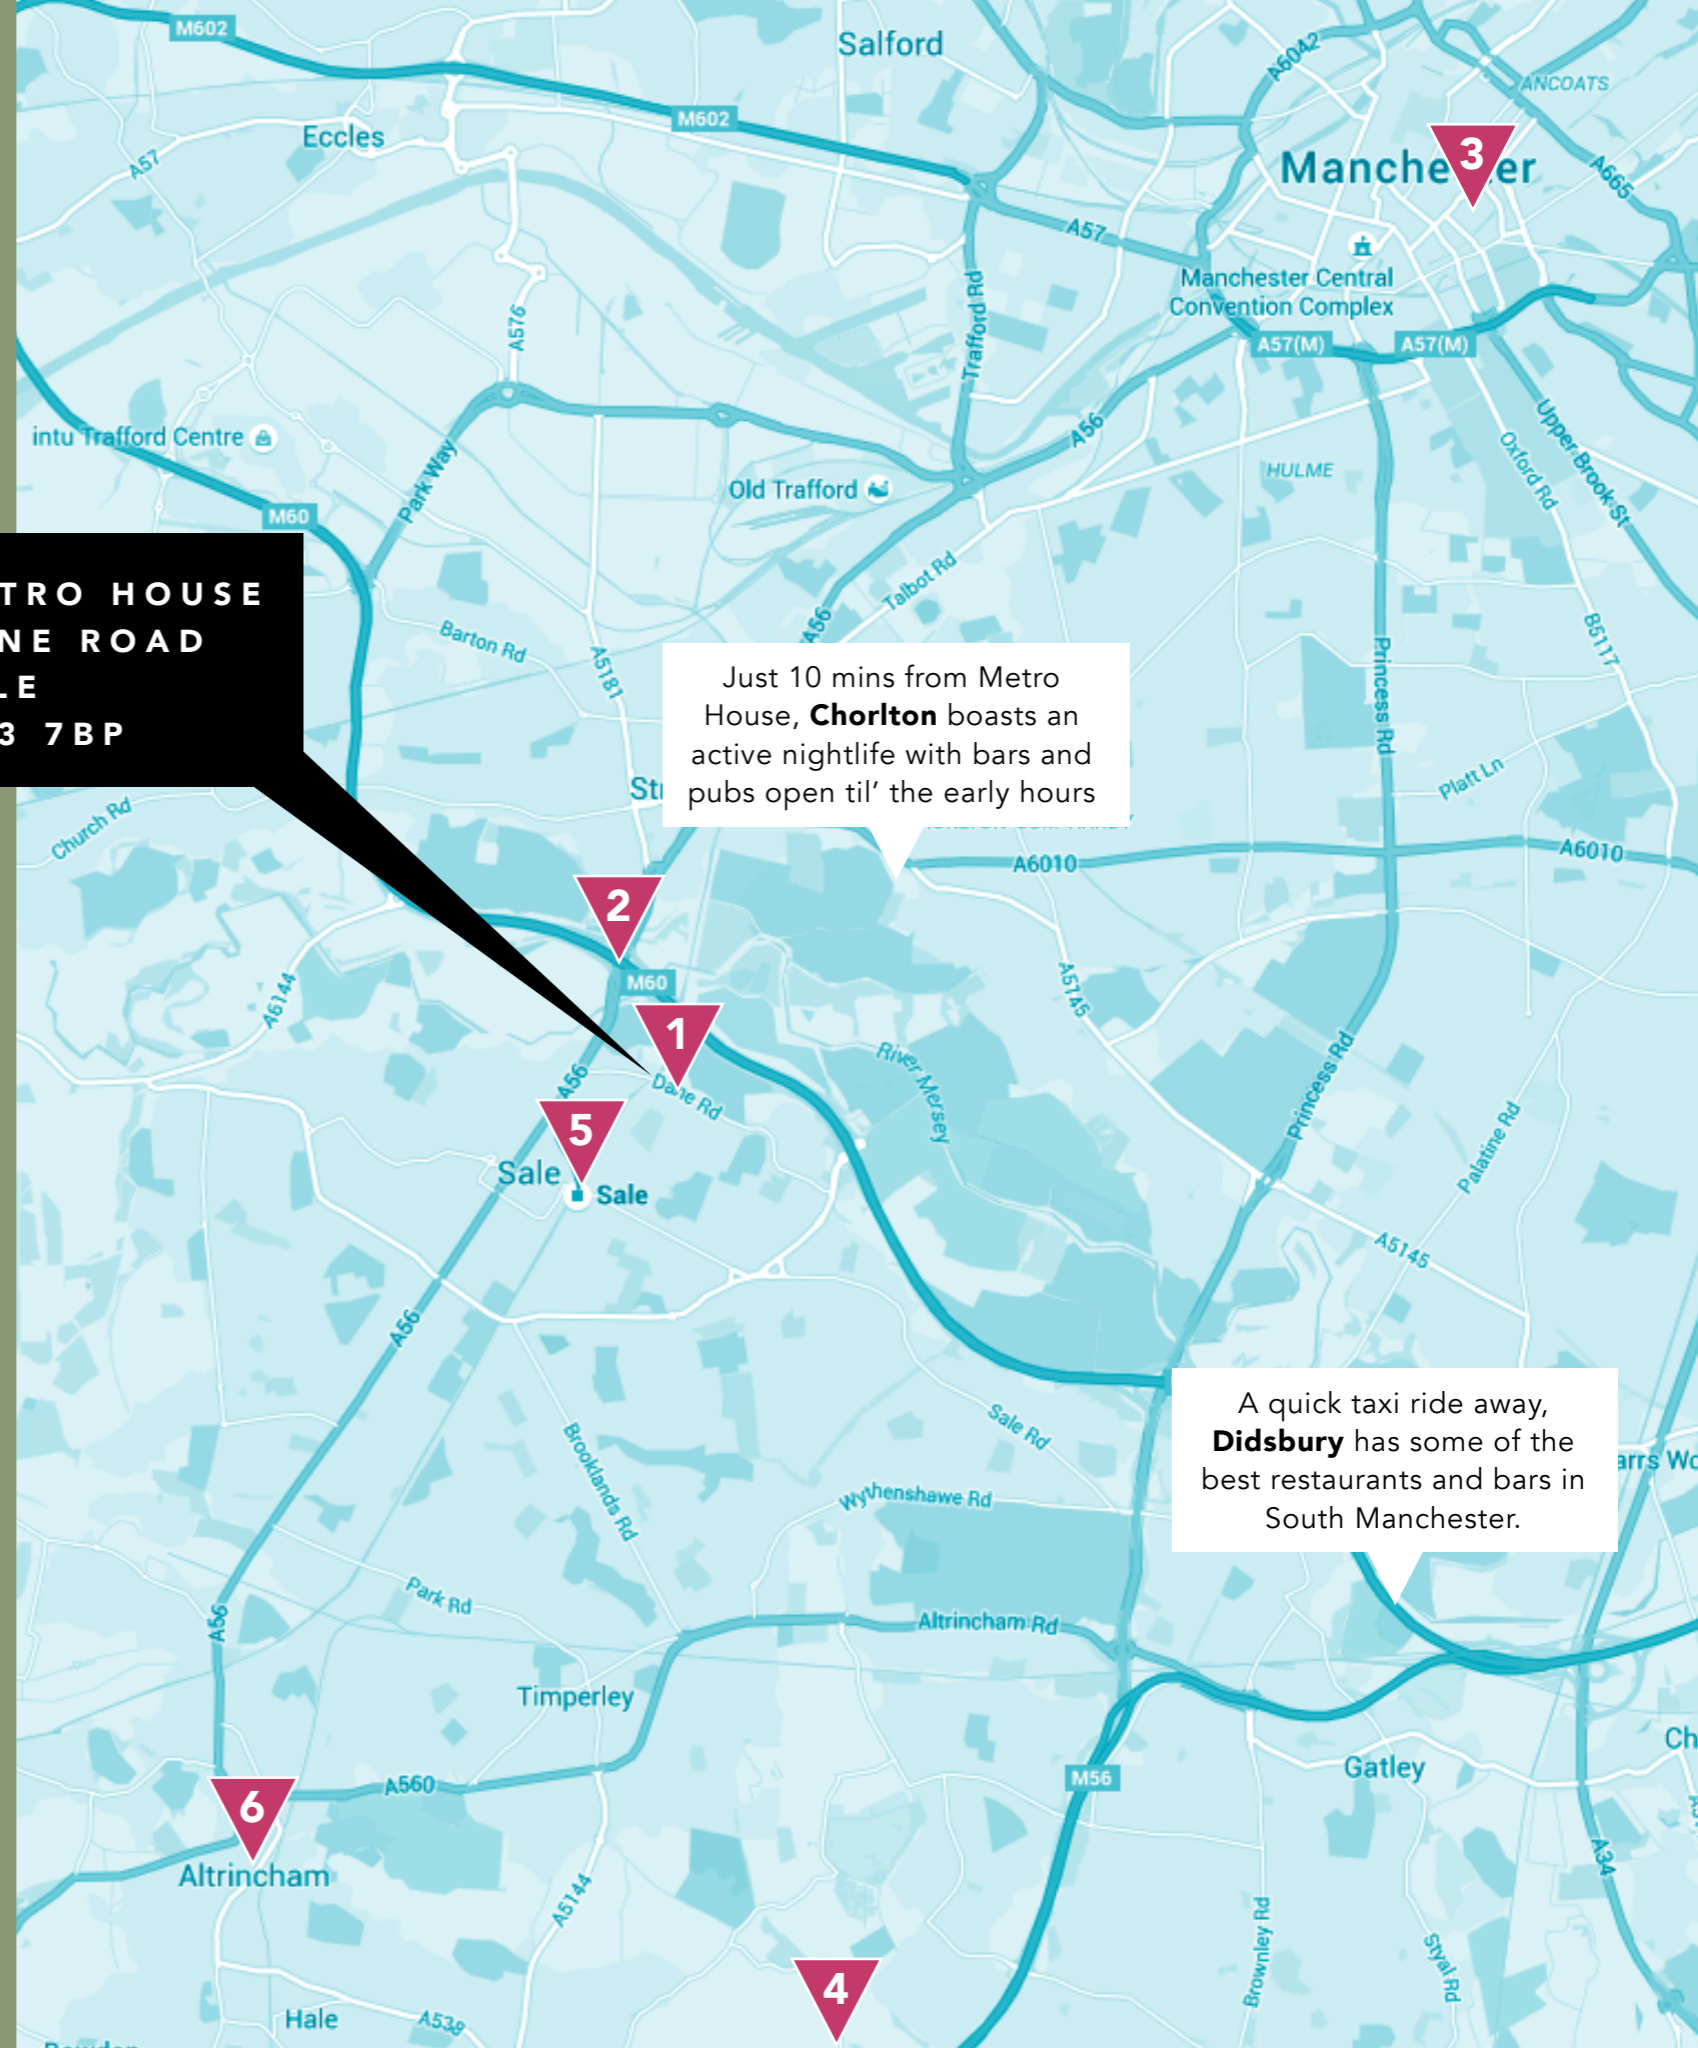 M602
Salford
A6042
ANCOATS
M602
Eccles
A57
3
Manche er
A665
A57
Manchester Central
Convention Complex
Trafford Rd
A576
A57(M)
A57(M)
intu Trafford Centre
Park Way
A56
Upper Brook St
Oxford Rd
HULME
Old Trafford
M60
TRO HOUSE
NE ROAD
LE
3 7BP
Talbot Rd
A56
Barton Rd
A5181
B5117
Princess Rd
Just 10 mins from Metro
House, Chorlton boasts an
active nightlife with bars and
pubs open til’ the early hours
Platt Ln
Church Rd
A6010
A6010
2
M60
A6144
A5145
1
River Mersey
Dane Rd
A56
Princess Rd
Palatine Rd
5
Sale
Sale
A5145
A56
A quick taxi ride away,
Didsbury has some of the
best restaurants and bars in
South Manchester.
Sale Rd
Brooklands Rd
Wythenshawe Rd
Park Rd
A56
Altrincham Rd
Timperley
Gatley
Ch
M56
A560
6
Altrincham
A34
A5144
Brownley Rd
Styal Rd
4
Hale
A538